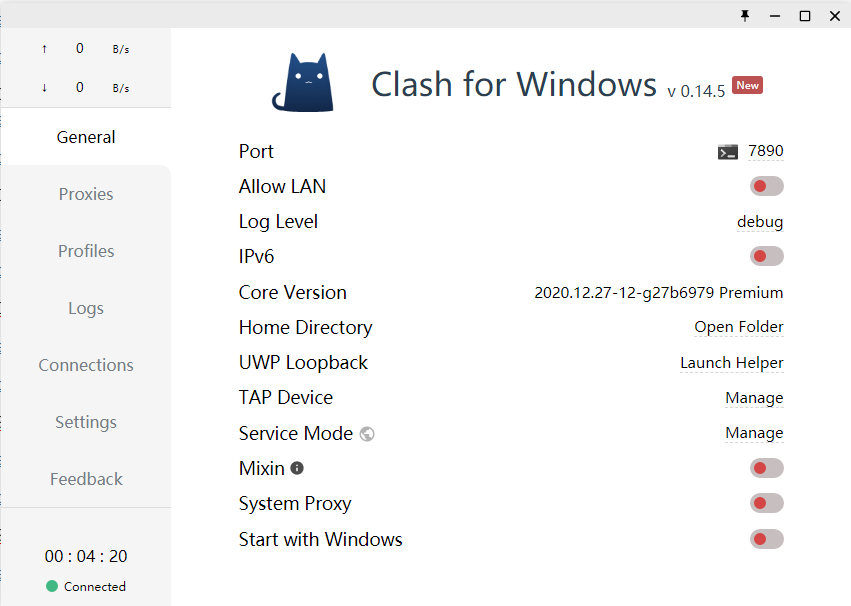 ↑ 0 B/s
↓ 0 B/s
General
Proxies
Profiles
Logs
Connections
Settings
Feedback
00 : 04 : 20
Connected
Clash for Windows v 0.14.5 New
Port 7890
Allow LAN
Log Level debug
IPv6
Core Version 2020.12.27-12-g27b6979 Premium
Home Directory Open Folder
UWP Loopback Launch Helper
TAP Device Manage
Service Mode Manage
Mixin
System Proxy
Start with Windows